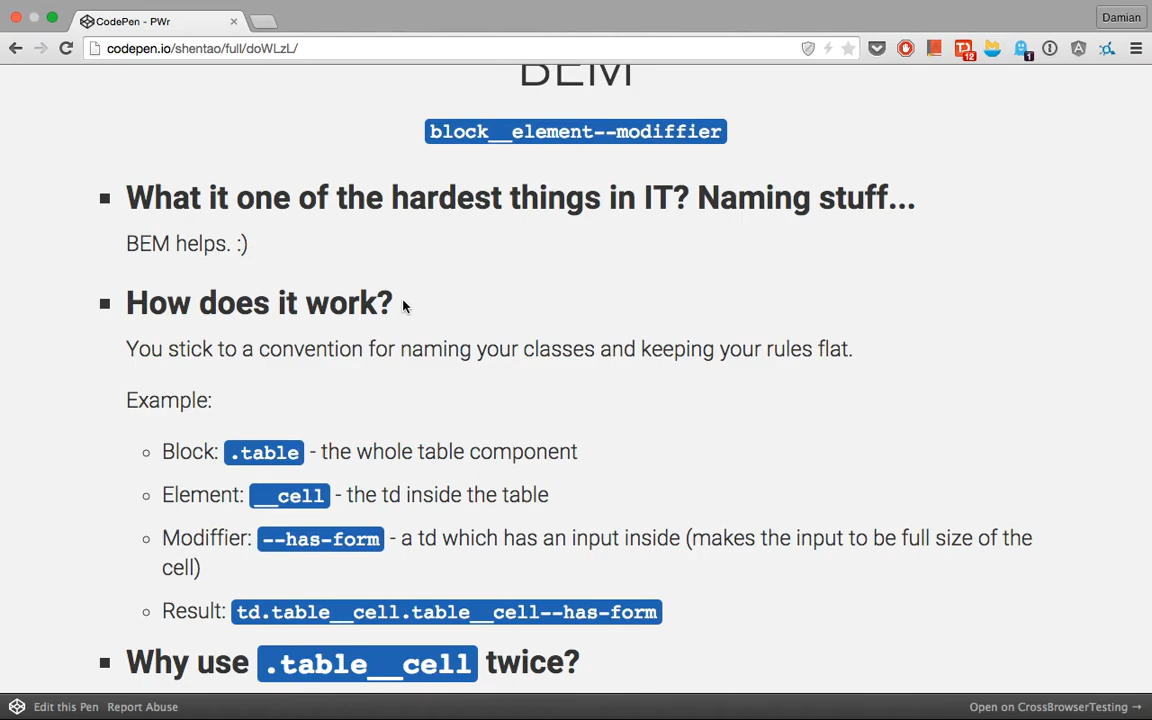 CodePen - PWr
Damian
codepen.io/shentao/full/doWLzL/
12
1
BEM
block__element--modiffier
What it one of the hardest things in IT? Naming stuff...
BEM helps. :)
How does it work?
You stick to a convention for naming your classes and keeping your rules flat.
Example:
Block: .table - the whole table component
Element: __cell - the td inside the table
Modiffier: --has-form - a td which has an input inside (makes the input to be full size of the
cell)
Result: td.table__cell.table__cell--has-form
Why use .table__cell twice?
Edit this Pen Report Abuse
Open on CrossBrowserTesting →